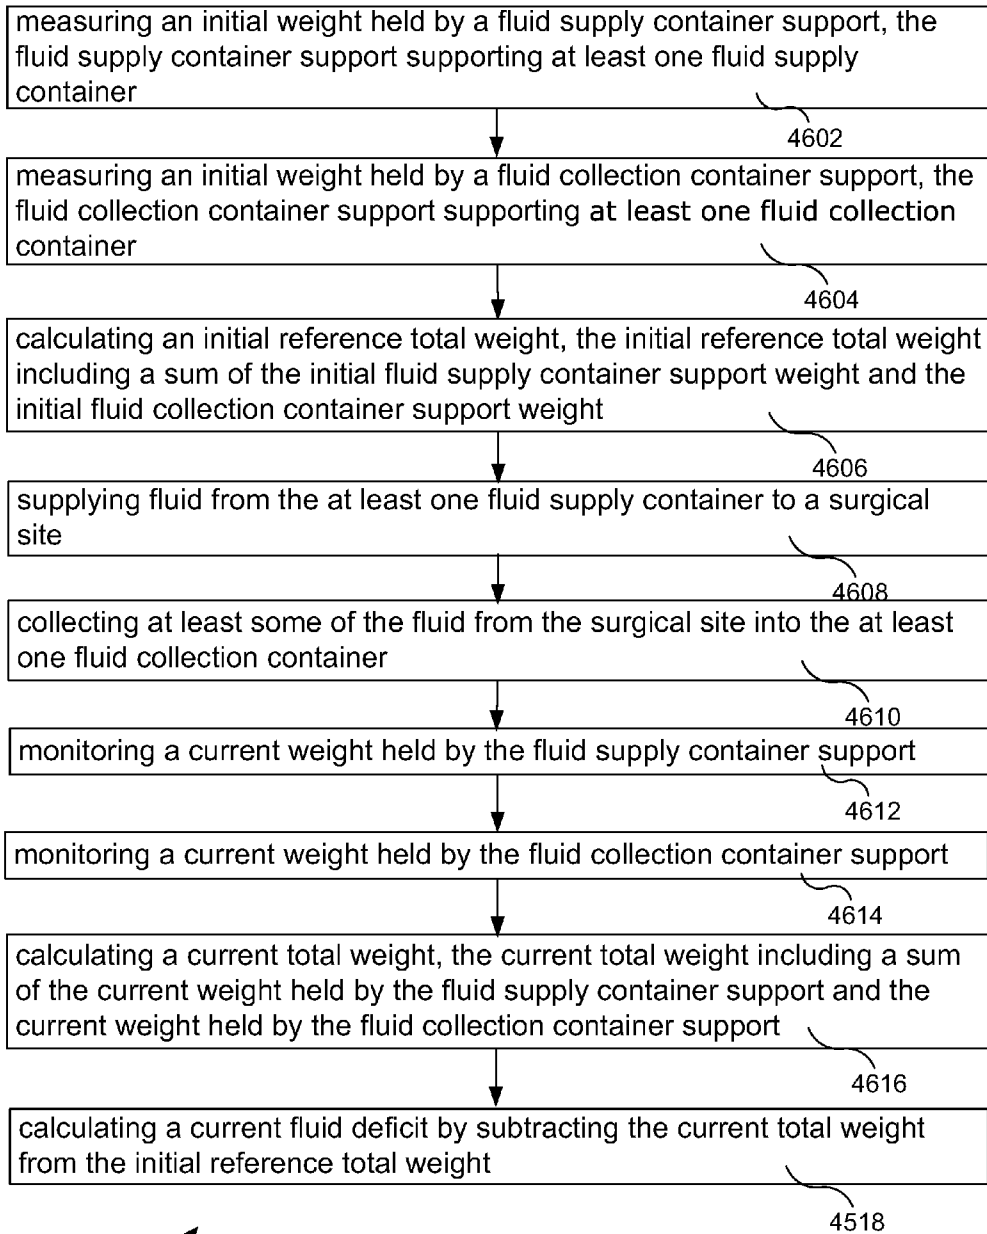 measuring an initial weight held by a fluid supply container support, the
fluid supply container support supporting at least one fluid supply
container
4602
measuring an initial weight held by a fluid collection container support, the
fluid collection container support supporting at least one fluid collection
container
4604
calculating an initial reference total weight, the initial reference total weight
including a sum of the initial fluid supply container support weight and the
initial fluid collection container support weight
4606
supplying fluid from the at least one fluid supply container to a surgical
site
4608
collecting at least some of the fluid from the surgical site into the at least
one fluid collection container
4610
monitoring a current weight held by the fluid supply container support
4612
monitoring a current weight held by the fluid collection container support
4614
calculating a current total weight, the current total weight including a sum
of the current weight held by the fluid supply container support and the
current weight held by the fluid collection container support
4616
calculating a current fluid deficit by subtracting the current total weight
from the initial reference total weight
4518